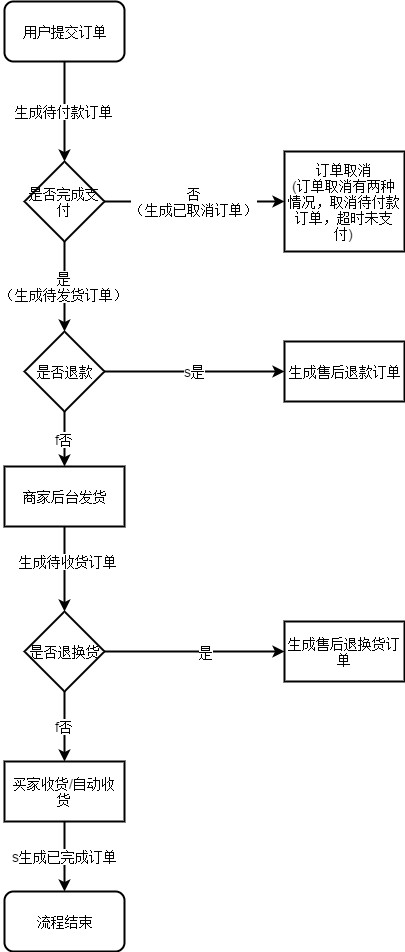 用户提交订单
生成待付款订单
是否完成支
付
否
（生成已取消订单）
订单取消
(订单取消有两种
情况，取消待付款
订单，超时未支
付)
是
（生成待发货订单）
是否退款
s是
生成售后退款订单
f否
商家后台发货
生成待收货订单
是否退换货
是
生成售后退换货订
单
f否
买家收货/自动收
货
s生成已完成订单
流程结束